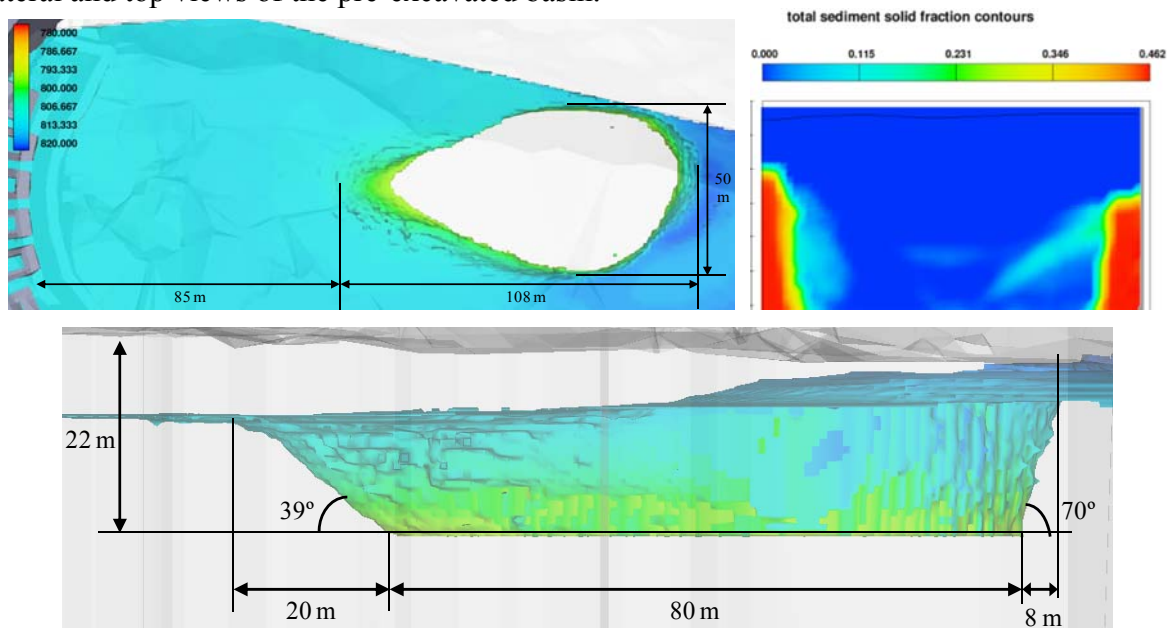 lateral and top views of the pre-excavated basin.
total sediment solid fraction contours
780.000
786.667
793.333
800.000
806.667
813.333
820.000
0.000 0.115 0.231 0.346 0.462
50
m
85 m
108 m
22 m
39º
70º
20 m
80 m
8 m